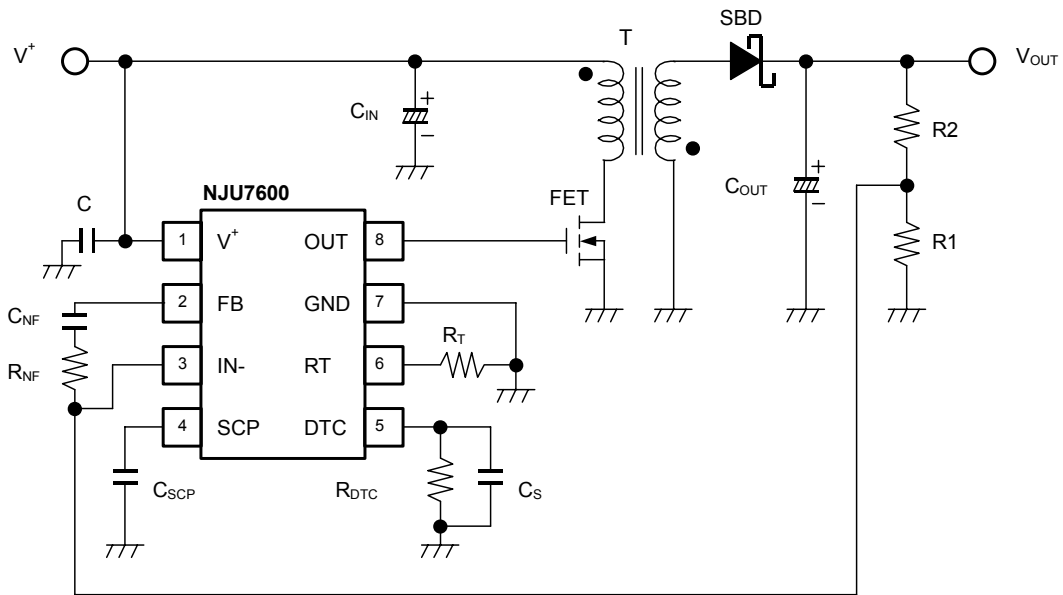 SBD
T
V+
VOUT
CIN
R2
COUT
NJU7600
FET
C
1 V+ OUT 8
R1
CNF
2 FB GND 7
RT
RNF
3 IN- RT 6
4 SCP DTC 5
CSCP
RDTC
CS